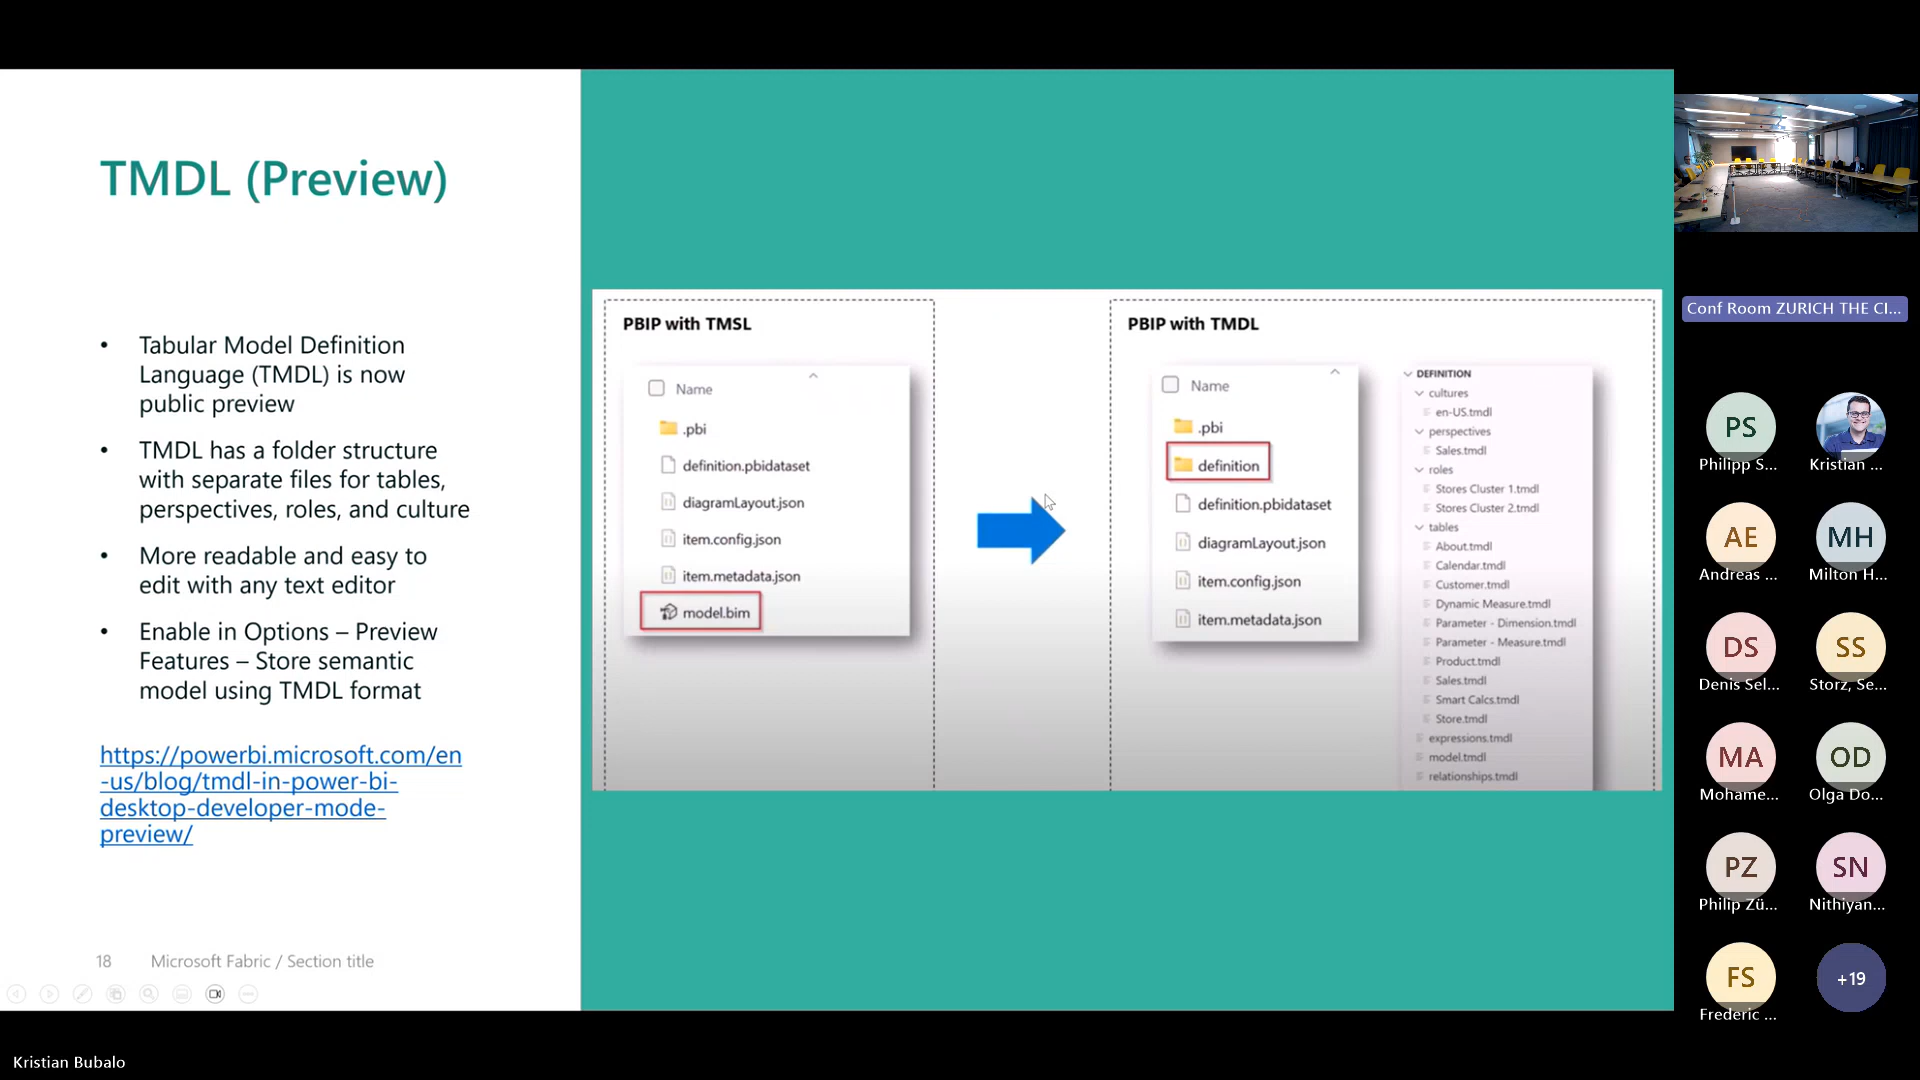 TMDL (Preview)
• Tabular Model Definition
Language (TMDL) is now
public preview
• TMDL has a folder structure
with separate files for tables,
perspectives, roles, and culture
• More readable and easy to
edit with any text editor
• Enable in Options – Preview
Features – Store semantic
model using TMDL format
https://powerbi.microsoft.com/en
-us/blog/tmdl-in-power-bi-
desktop-developer-mode-
preview/
18 Microsoft Fabric / Section title
PBIP with TMSL
Name
.pbi
definition.pbidataset
diagramLayout.json
item.config.json
item.metadata.json
model.bim
PBIP with TMDL
Name
.pbi
definition
definition.pbidataset
diagramLayout.json
item.config.json
item.metadata.json
DEFINITION
cultures
en-US.tmdl
perspectives
Sales.tmdl
roles
Stores Cluster 1.tmdl
Stores Cluster 2.tmdl
tables
About.tmdl
Calendar.tmdl
Customer.tmdl
Dynamic Measure.tmdl
Parameter - Dimension.tmdl
Parameter - Measure.tmdl
Product.tmdl
Sales.tmdl
Smart Calcs.tmdl
Store.tmdl
expressions.tmdl
model.tmdl
relationships.tmdl
Conf Room ZURICH THE CI...
PS
Philipp S...
Kristian ...
AE
Andreas ...
MH
Milton H...
DS
Denis Sel...
SS
Storz, Se...
MA
Mohame...
OD
Olga Do...
PZ
Philip Zü...
SN
Nithiyan...
FS
Frederic ...
+19
Kristian Bubalo